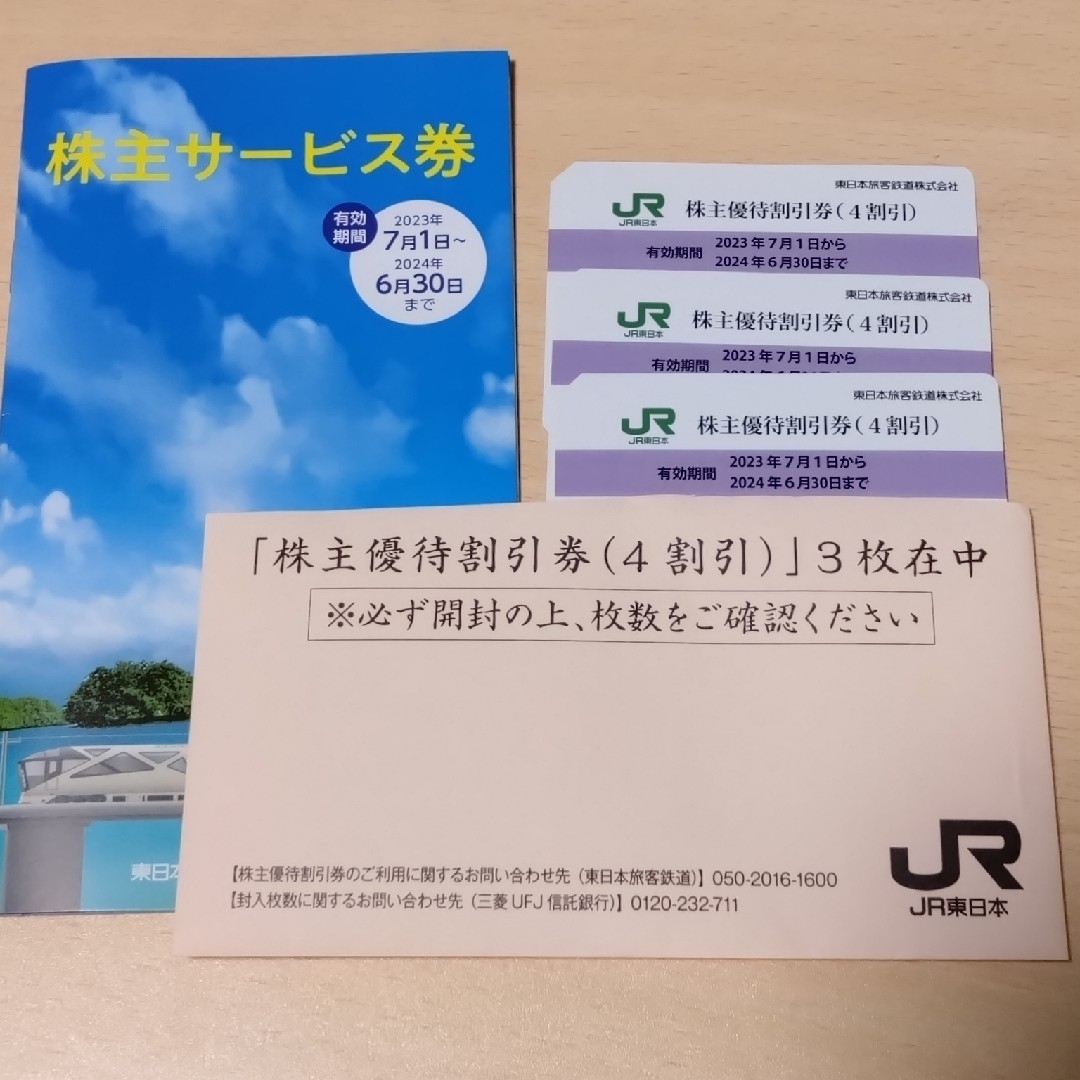 株主サービス券
有効
期間
2023年
7月1日～
2024年
6月30日
まで
東日本旅客鉄道株式会社
JR
JR東日本
株主優待割引券（4割引）
有効期間
2023年7月1日から
2024年6月30日まで
東日本旅客鉄道株式会社
JR
JR東日本
株主優待割引券（4割引）
有効期間
2023年7月1日から
東日本旅客鉄道株式会社
JR
JR東日本
株主優待割引券（4割引）
有効期間
2023年7月1日から
2024年6月30日まで
「株主優待割引券(4割引)」3枚在中
※必ず開封の上、枚数をご確認ください
【株主優待割引券のご利用に関するお問い合わせ先（東日本旅客鉄道）】050-2016-1600
【封入枚数に関するお問い合わせ先（三菱UFJ信託銀行）】0120-232-711
JR
JR東日本
東日本